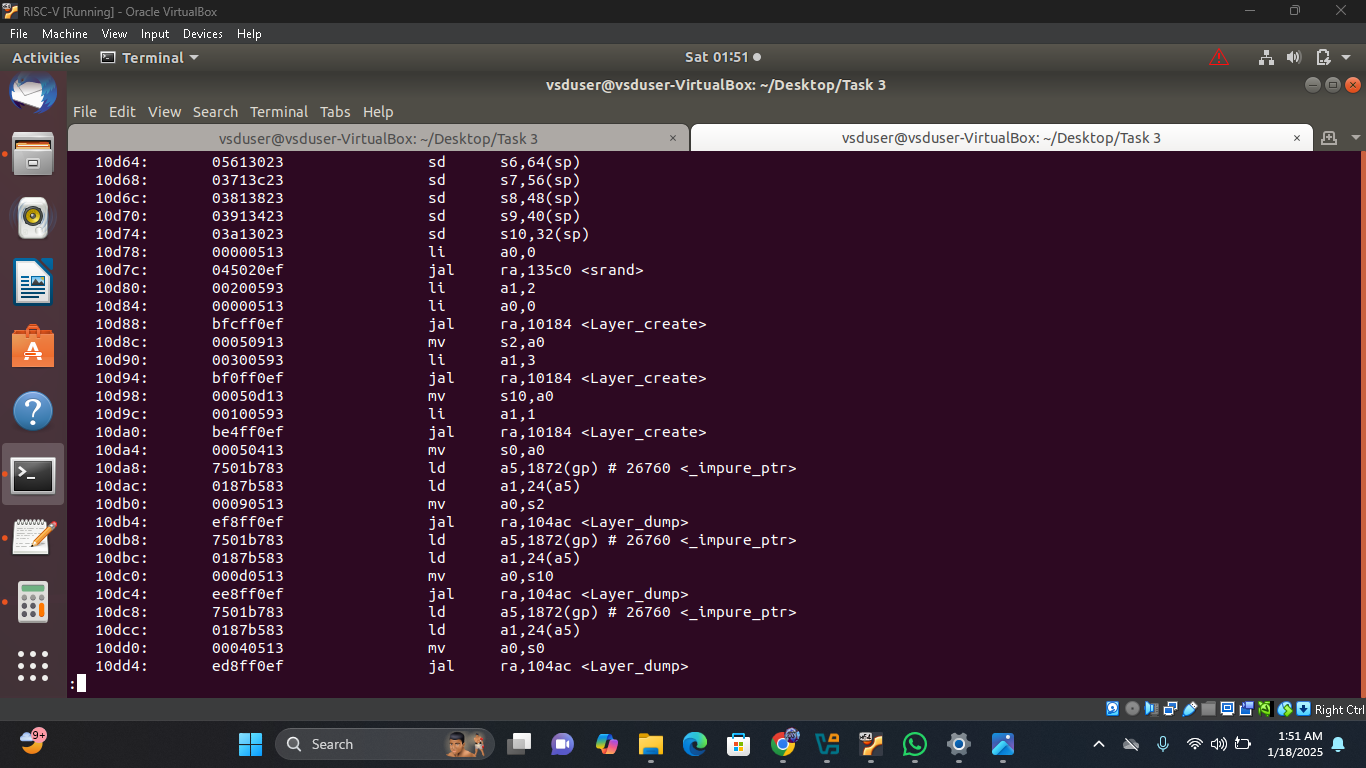 RISC-V [Running] - Oracle VirtualBox
File Machine View Input Devices Help
Activities Terminal Sat 01:51
vsduser@vsduser-VirtualBox: ~/Desktop/Task 3
File Edit View Search Terminal Tabs Help
vsduser@vsduser-VirtualBox: ~/Desktop/Task 3 × vsduser@vsduser-VirtualBox: ~/Desktop/Task 3 ×
10d64: 05613023 sd s6,64(sp)
10d68: 03713c23 sd s7,56(sp)
10d6c: 03813823 sd s8,48(sp)
10d70: 03913423 sd s9,40(sp)
10d74: 03a13023 sd s10,32(sp)
10d78: 00000513 li a0,0
10d7c: 045020ef jal ra,135c0 <srand>
10d80: 00200593 li a1,2
10d84: 00000513 li a0,0
10d88: bfcff0ef jal ra,10184 <Layer_create>
10d8c: 00050913 mv s2,a0
10d90: 00300593 li a1,3
10d94: bf0ff0ef jal ra,10184 <Layer_create>
10d98: 00050d13 mv s10,a0
10d9c: 00100593 li a1,1
10da0: be4ff0ef jal ra,10184 <Layer_create>
10da4: 00050413 mv s0,a0
10da8: 7501b783 ld a5,1872(gp) # 26760 <_impure_ptr>
10dac: 0187b583 ld a1,24(a5)
10db0: 00090513 mv a0,s2
10db4: ef8ff0ef jal ra,104ac <Layer_dump>
10db8: 7501b783 ld a5,1872(gp) # 26760 <_impure_ptr>
10dbc: 0187b583 ld a1,24(a5)
10dc0: 000d0513 mv a0,s10
10dc4: ee8ff0ef jal ra,104ac <Layer_dump>
10dc8: 7501b783 ld a5,1872(gp) # 26760 <_impure_ptr>
10dcc: 0187b583 ld a1,24(a5)
10dd0: 00040513 mv a0,s0
10dd4: ed8ff0ef jal ra,104ac <Layer_dump>
:
Right Ctrl
9+ Search 1:51 AM
1/18/2025